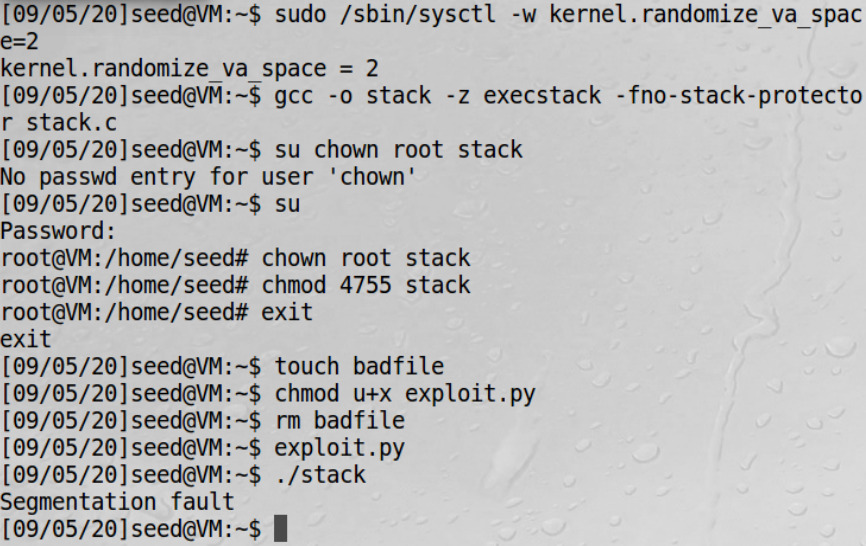 [09/05/20]seed@VM:~$ sudo /sbin/sysctl -w kernel.randomize_va_spac
e=2
kernel.randomize_va_space = 2
[09/05/20]seed@VM:~$ gcc -o stack -z execstack -fno-stack-protecto
r stack.c
[09/05/20]seed@VM:~$ su chown root stack
No passwd entry for user 'chown'
[09/05/20]seed@VM:~$ su
Password:
root@VM:/home/seed# chown root stack
root@VM:/home/seed# chmod 4755 stack
root@VM:/home/seed# exit
exit
[09/05/20]seed@VM:~$ touch badfile
[09/05/20]seed@VM:~$ chmod u+x exploit.py
[09/05/20]seed@VM:~$ rm badfile
[09/05/20]seed@VM:~$ exploit.py
[09/05/20]seed@VM:~$ ./stack
Segmentation fault
[09/05/20]seed@VM:~$